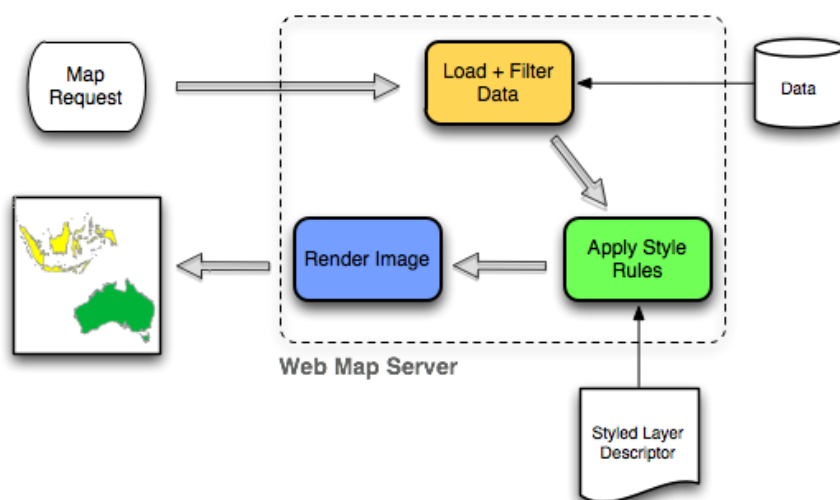 Map
Request
Load + Filter
Data
Data
Render Image
Apply Style
Rules
Web Map Server
Styled Layer
Descriptor